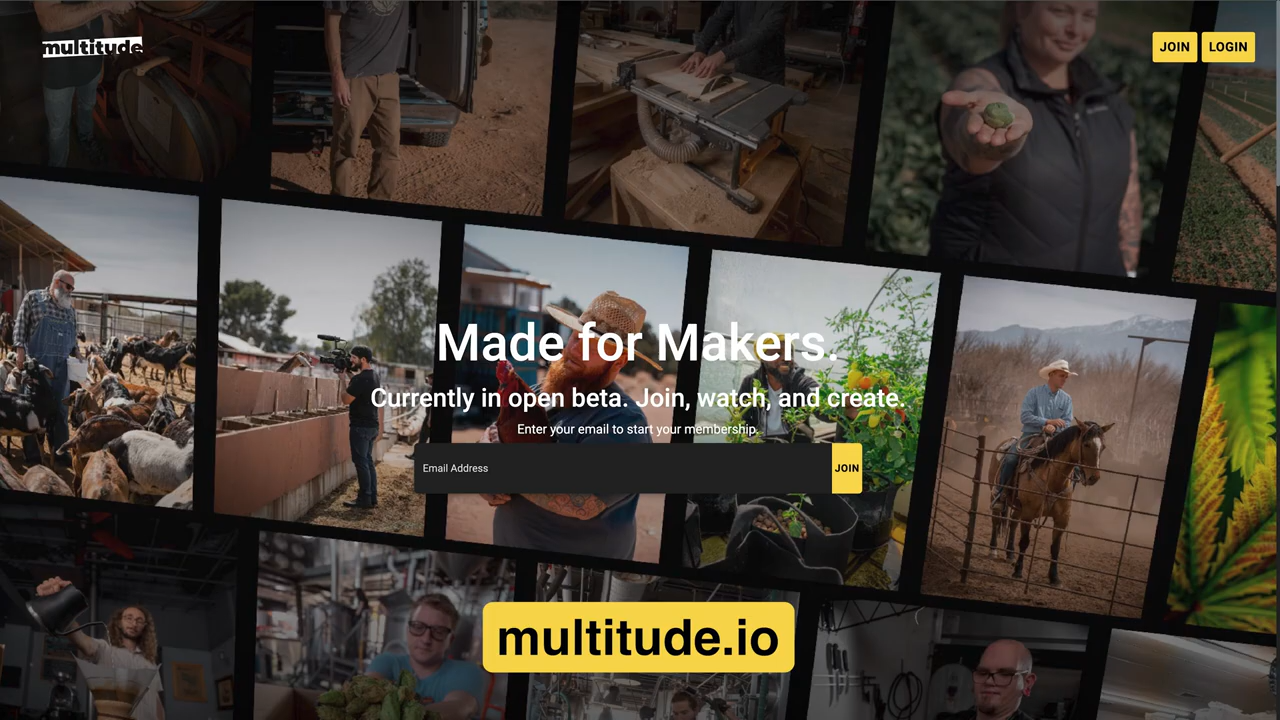 multitude
JOIN LOGIN
Made for Makers.
Currently in open beta. Join, watch, and create.
Enter your email to start your membership.
Email Address JOIN
multitude.io